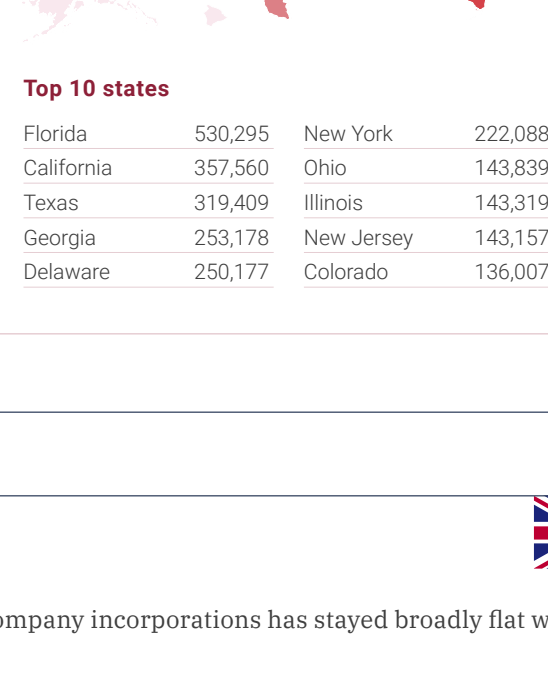 Top 10 states
Florida 530,295 New York 222,088
California 357,560 Ohio 143,839
Texas 319,409 Illinois 143,319
Georgia 253,178 New Jersey 143,157
Delaware 250,177 Colorado 136,007
incorporations has stayed broadly flat